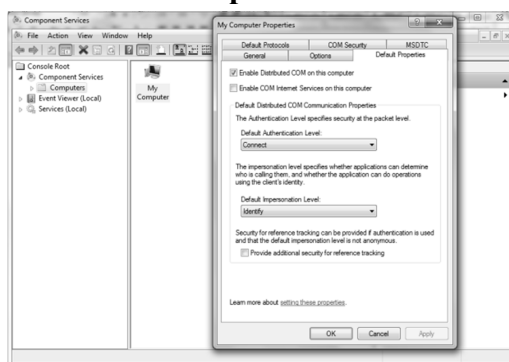 Component Services
File Action View Window Help
Console Root
Component Services
Computers
Event Viewer (Local)
Services (Local)
My
Computer
My Computer Properties
Default Protocols COM Security MSDTC
General Options Default Properties
Enable Distributed COM on this computer
Enable COM Internet Services on this computer
Default Distributed COM Communication Properties
The Authentication Level specifies security at the packet level.
Default Authentication Level:
Connect
The impersonation level specifies whether applications can determine
who is calling them, and whether the application can do operations
using the client's identity.
Default Impersonation Level:
Identify
Security for reference tracking can be provided if authentication is used
and that the default impersonation level is not anonymous.
Provide additional security for reference tracking
Learn more about setting these properties.
OK Cancel Apply